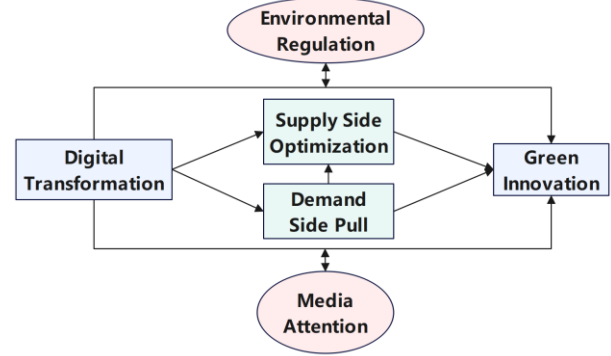 Environmental
Regulation
Supply Side
Optimization
Digital
Transformation
Green
Innovation
Demand
Side Pull
Media
Attention